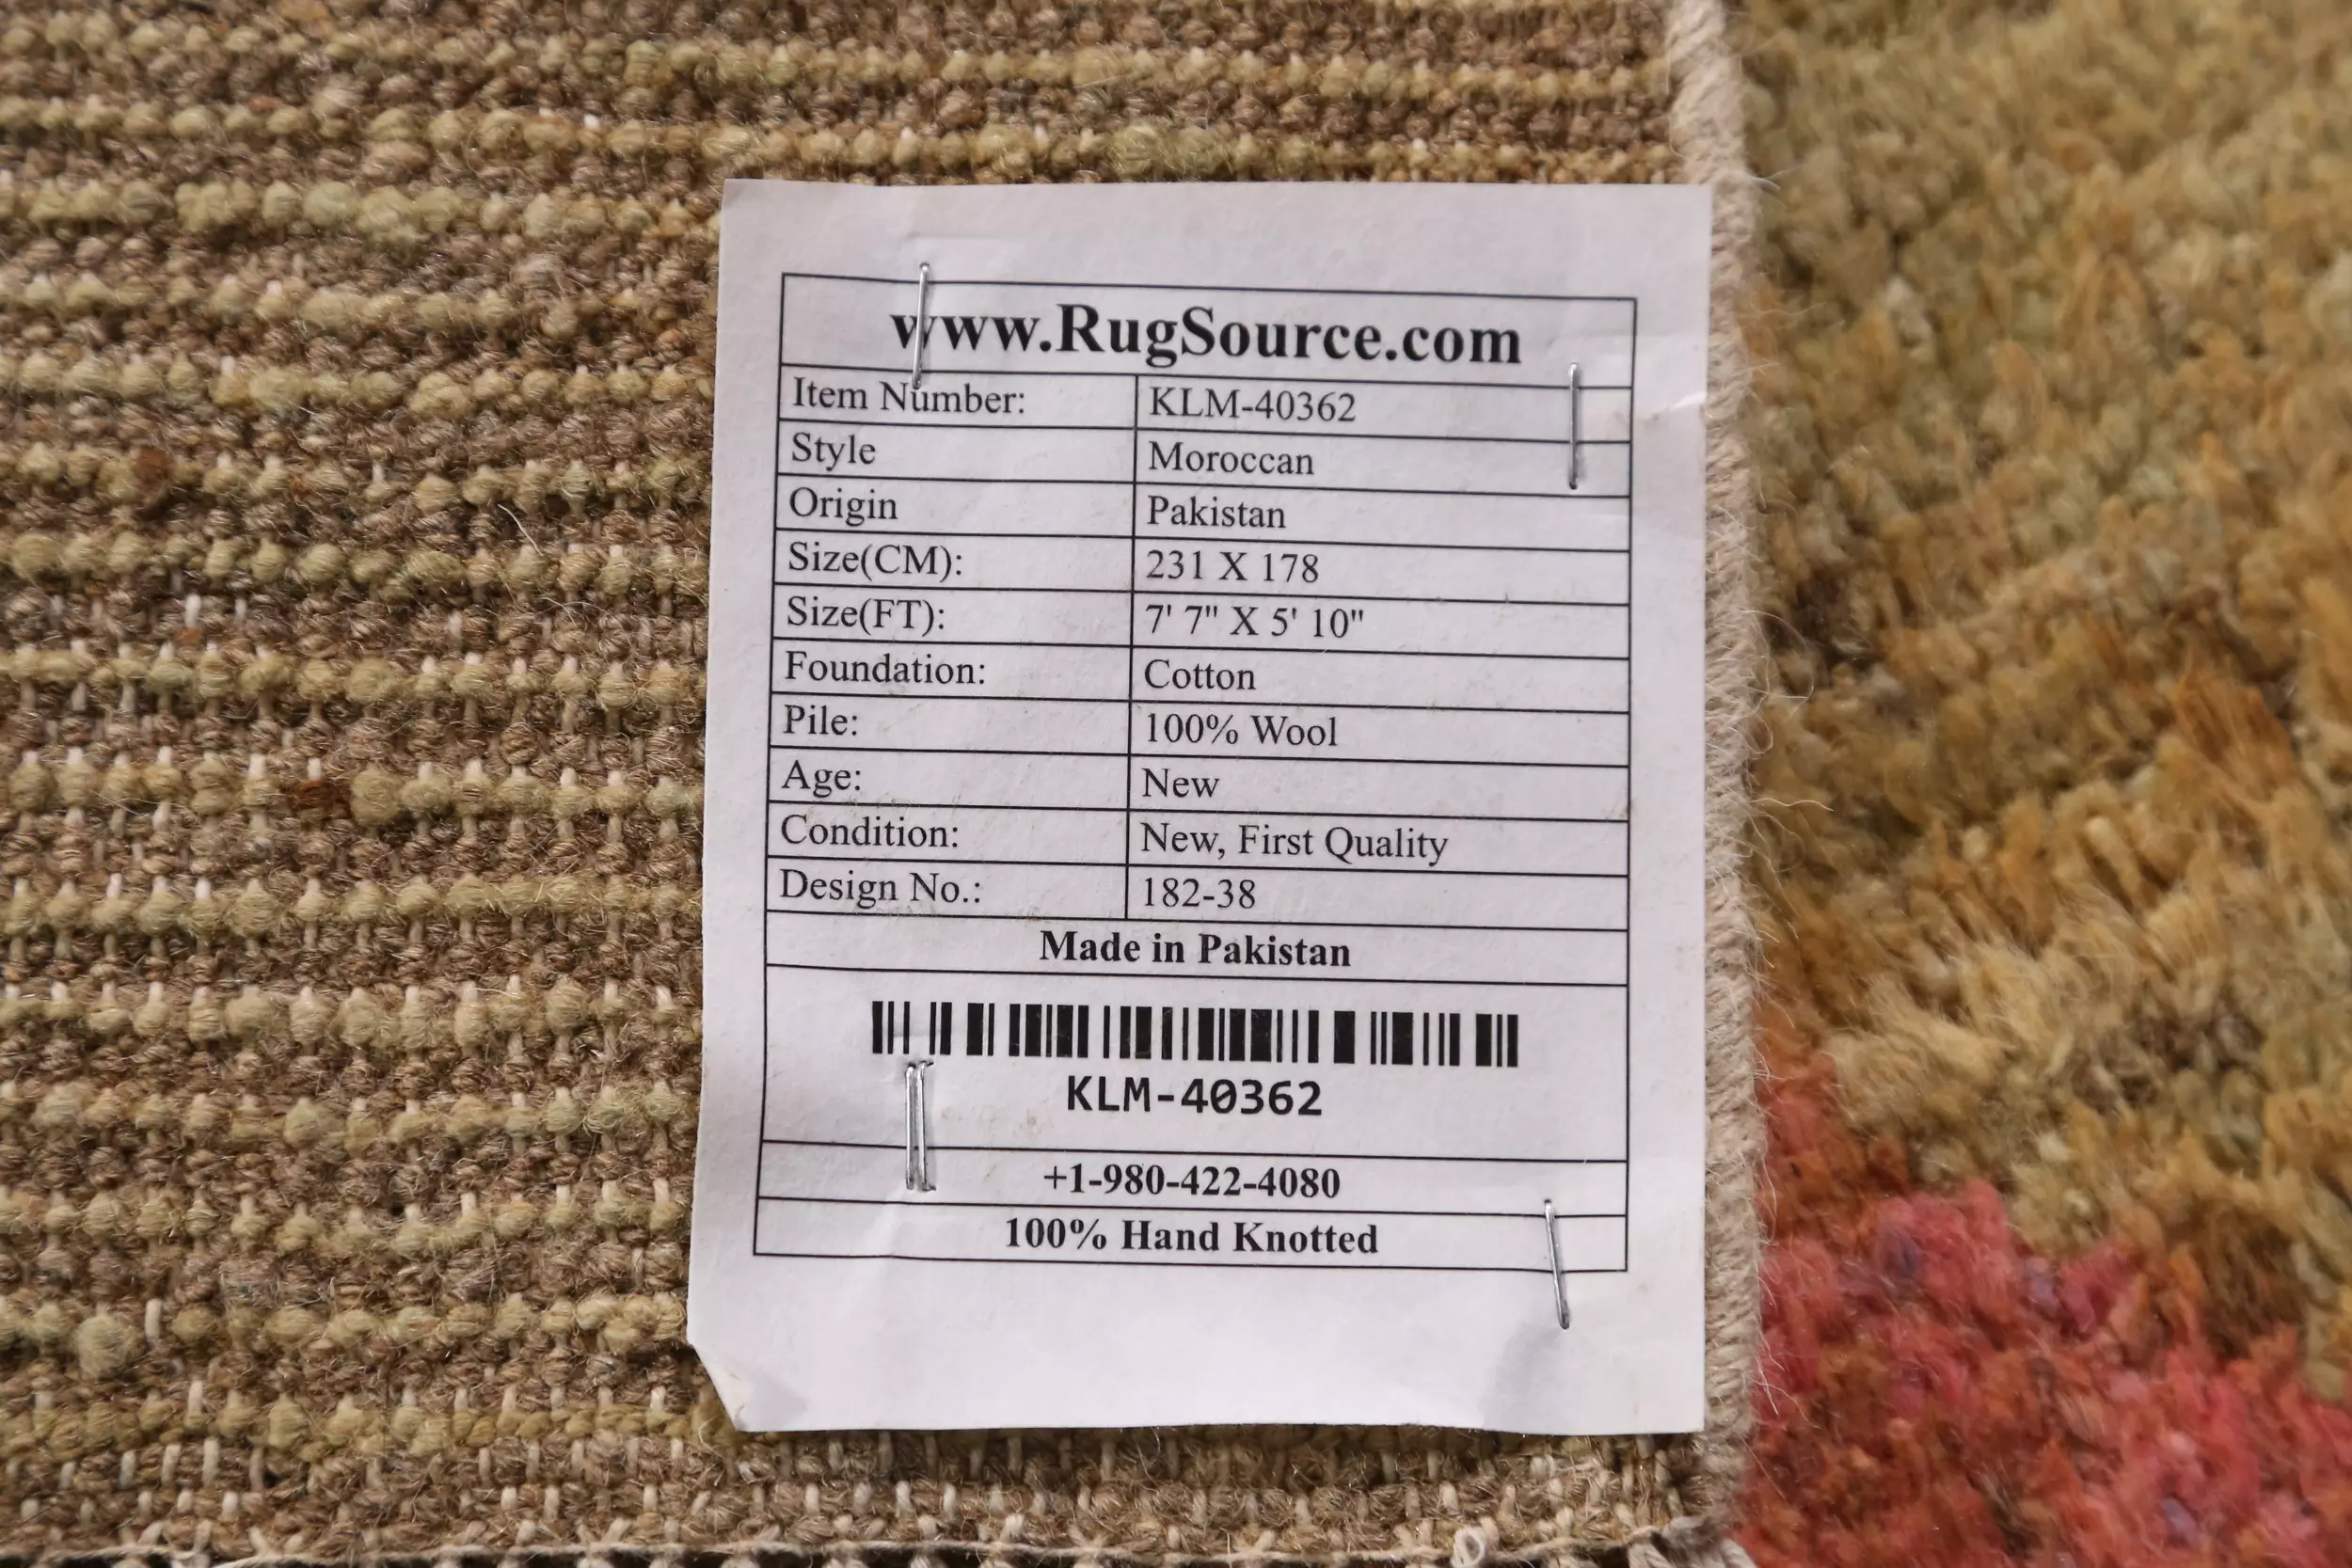 www.RugSource.com
Item Number: KLM-40362
Style Moroccan
Origin Pakistan
Size(CM): 231 X 178
Size(FT): 7' 7" X 5' 10"
Foundation: Cotton
Pile: 100% Wool
Age: New
Condition: New, First Quality
Design No.: 182-38
Made in Pakistan
KLM-40362
+1-980-422-4080
100% Hand Knotted